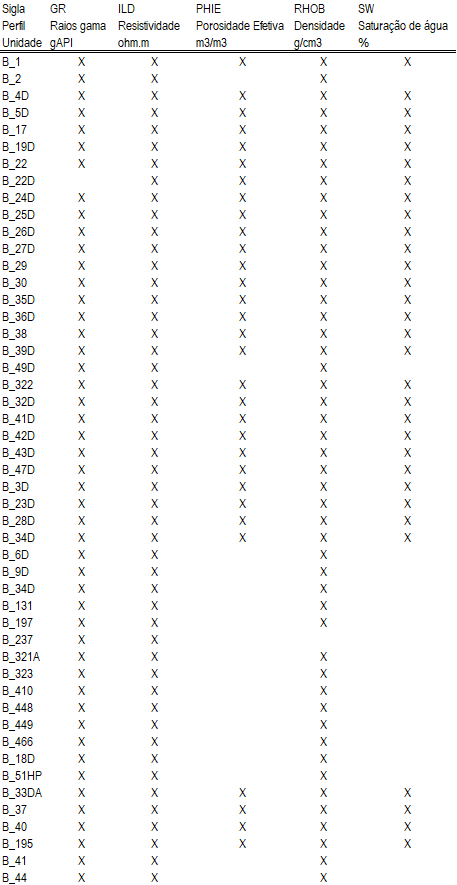 Sigla GR ILD PHIE RHOB SW
Perfil Raios gama Resistividade Porosidade Efetiva Densidade Saturação de água
Unidade gAPI ohm.m m3/m3 g/cm3 %
B_1 X X X X X
B_2 X X X
B_4D X X X X X
B_5D X X X X X
B_17 X X X X X
B_19D X X X X X
B_22 X X X X X
B_22D X X X X
B_24D X X X X X
B_25D X X X X X
B_26D X X X X X
B_27D X X X X X
B_29 X X X X X
B_30 X X X X X
B_35D X X X X X
B_36D X X X X X
B_38 X X X X X
B_39D X X X X X
B_49D X X X
B_322 X X X X X
B_32D X X X X X
B_41D X X X X X
B_42D X X X X X
B_43D X X X X X
B_47D X X X X X
B_3D X X X X X
B_23D X X X X X
B_28D X X X X X
B_34D X X X X X
B_6D X X X
B_9D X X X
B_34D X X X
B_131 X X X
B_197 X X X
B_237 X X
B_321A X X X
B_323 X X X
B_410 X X X
B_448 X X X
B_449 X X X
B_466 X X X
B_18D X X X
B_51HP X X X
B_33DA X X X X X
B_37 X X X X X
B_40 X X X X X
B_195 X X X X X
B_41 X X X
B_44 X X X